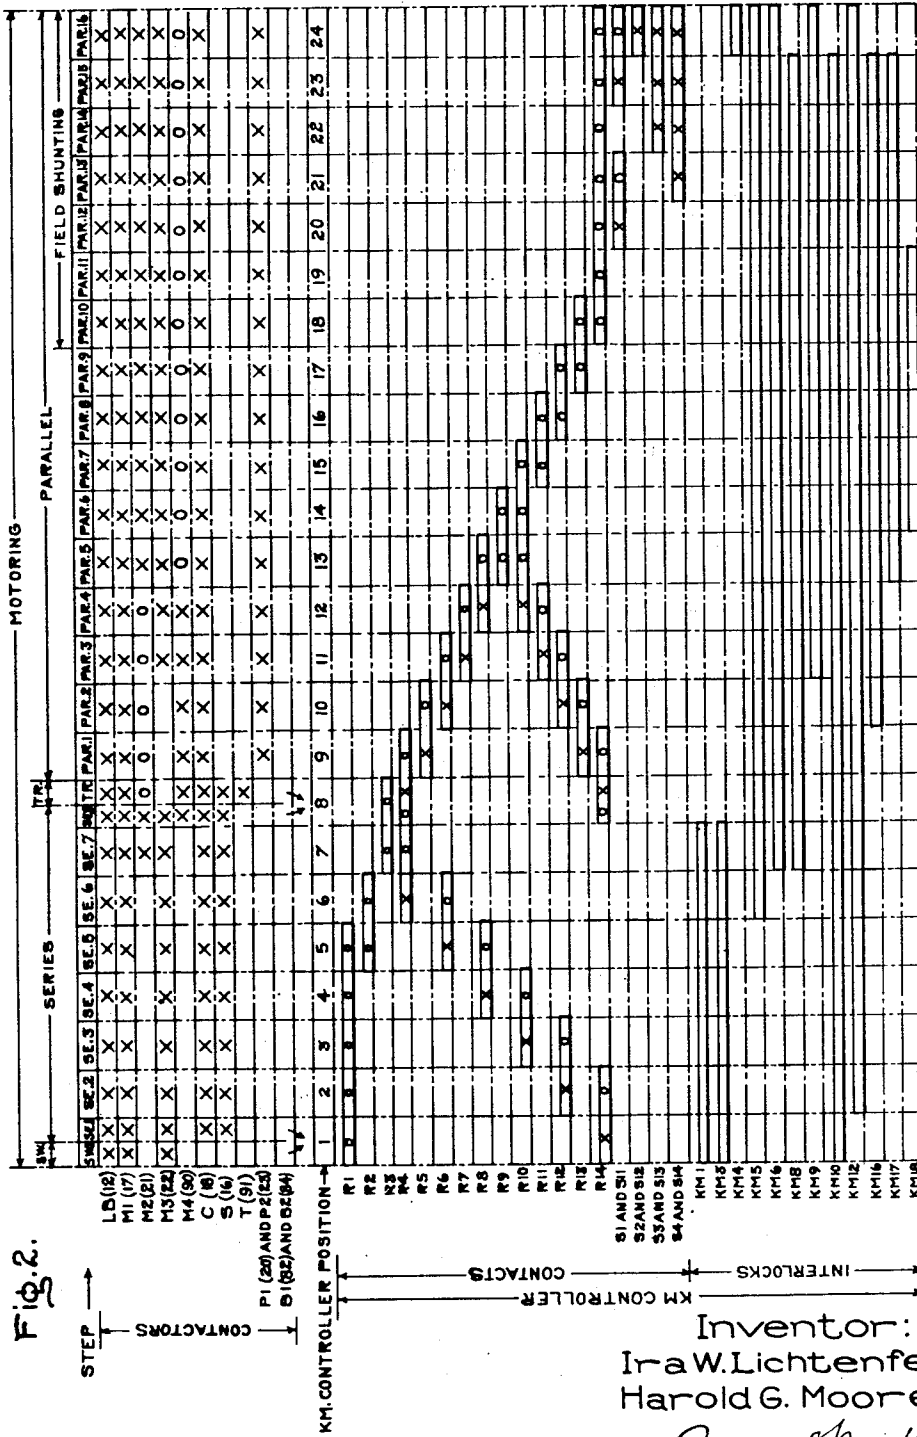 Fig. 2.
MOTORING
SW. SERIES TR. PARALLEL
FIELD SHUNTING
STEP
SE.1 SE.2 SE.3 SE.4 SE.5 SE.6 SE.7 TR PAR.1 PAR.2 PAR.3 PAR.4 PAR.5 PAR.6 PAR.7 PAR.8 PAR.9 PAR.10 PAR.11 PAR.12 PAR.13 PAR.14 PAR.15 PAR.16
CONTACTORS
LB (12) X X X X X X X X X X X X X X X X X X X X X X X X X X
M1 (17)
M2 (21)
M3 (22)
M4 (90)
C (18)
S (16)
T (91)
P1 (20) AND P2 (23)
B1 (82) AND B2 (84)
KM. CONTROLLER POSITION
1 2 3 4 5 6 7 8 9 10 11 12 13 14 15 16 17 18 19 20 21 22 23 24
KM CONTROLLER
CONTACTS
R1
R2
R3
R4
R5
R6
R7
R8
R9
R10
R11
R12
R13
R14
S1 AND S11
S2 AND S12
S3 AND S13
S4 AND S14
INTERLOCKS
KM1
KM3
KM4
KM5
KM6
KM8
KM9
KM10
KM12
KM16
KM17
KM18
Inventor:
Ira W. Lichtenfe
Harold G. Moore